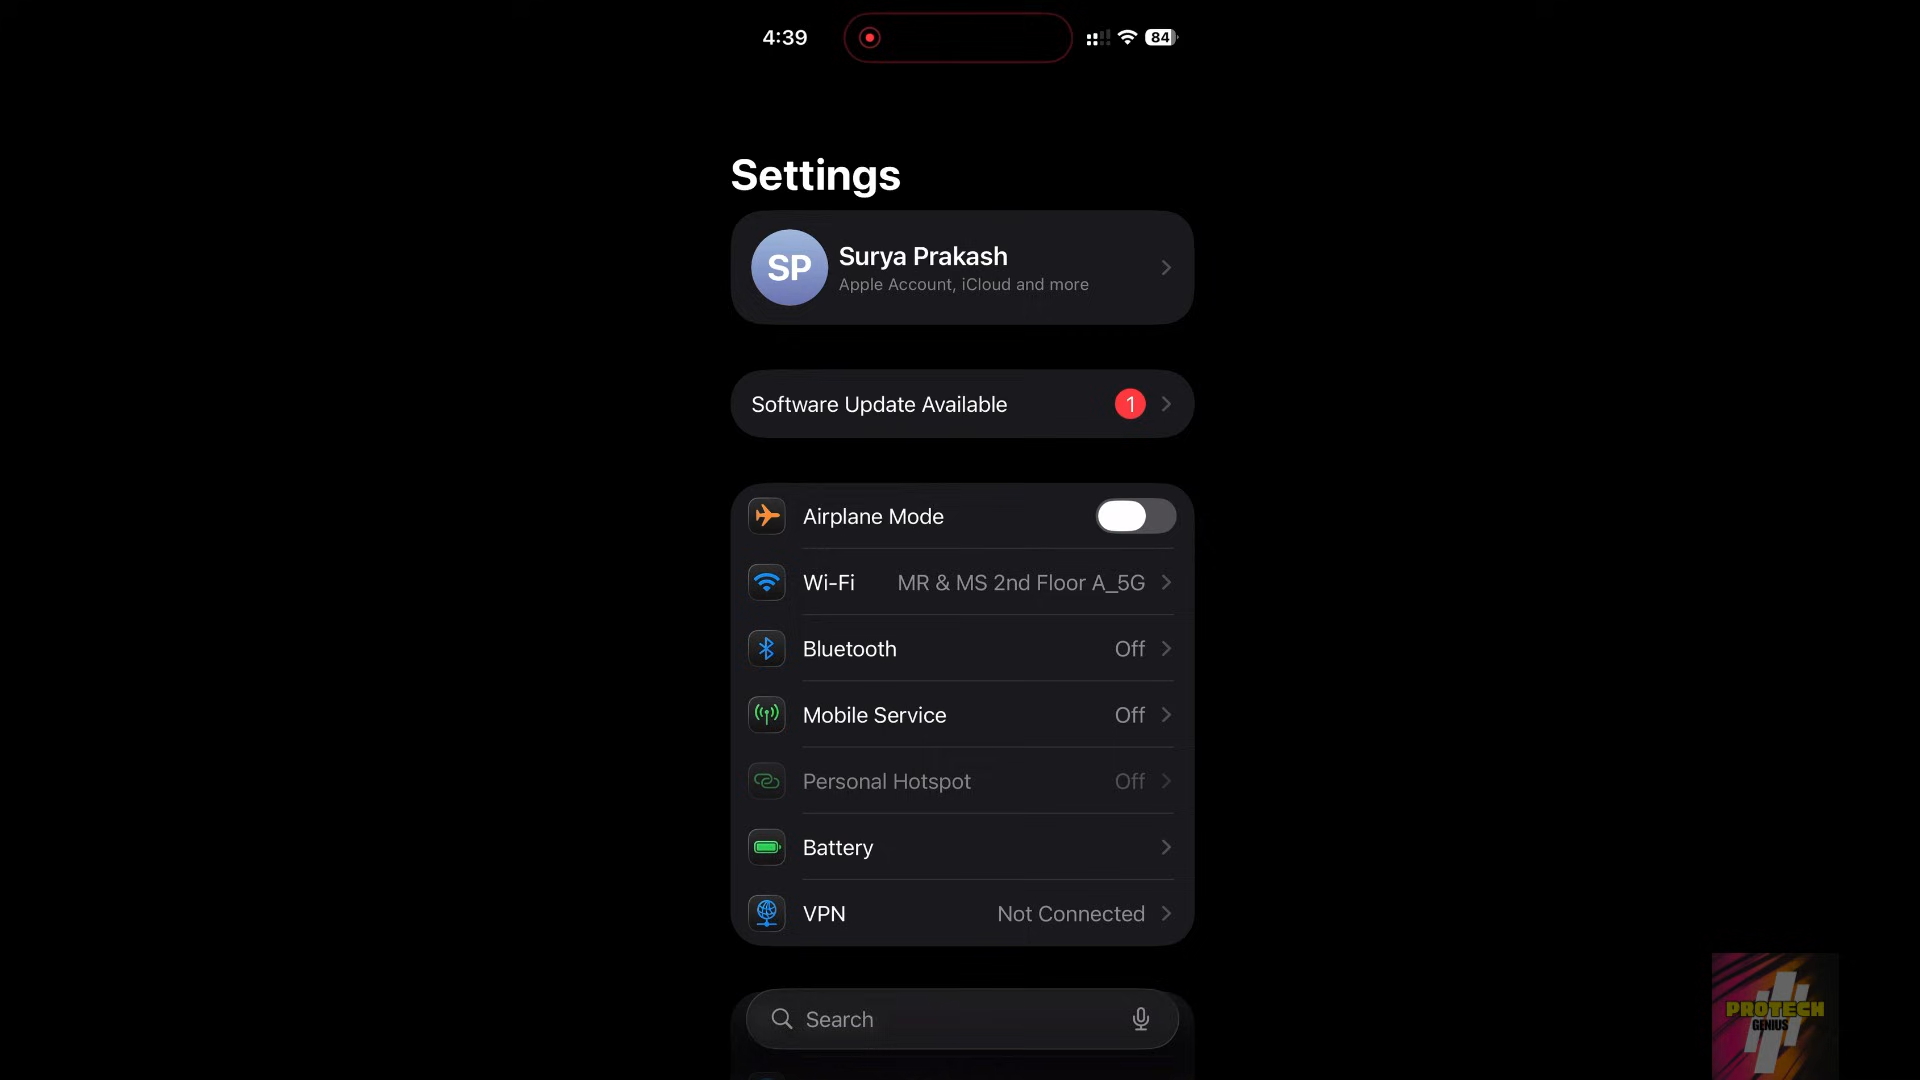 4:39
84
Settings
SP
Surya Prakash
Apple Account, iCloud and more
Software Update Available 1
Airplane Mode
Wi-Fi MR & MS 2nd Floor A_5G
Bluetooth Off
Mobile Service Off
Personal Hotspot Off
Battery
VPN Not Connected
Search
PROTECH
GENIUS